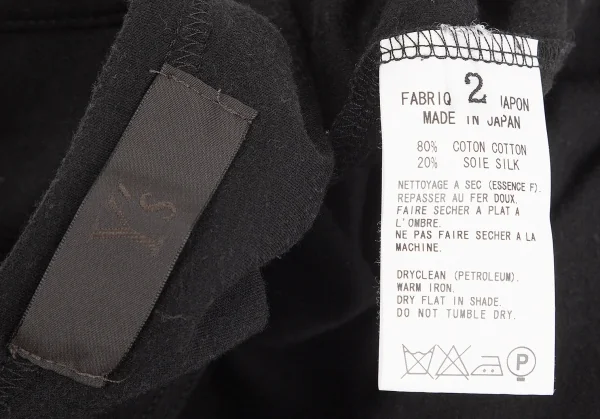 Y's
2
FABRIQ JAPON
MADE IN JAPAN
80% COTON COTTON
20% SOIE SILK
NETTOYAGE A SEC (ESSENCE F).
REPASSER AU FER DOUX.
FAIRE SECHER A PLAT A
L'OMBRE.
NE PAS FAIRE SECHER A LA
MACHINE.
DRYCLEAN (PETROLEUM).
WARM IRON.
DRY FLAT IN SHADE.
DO NOT TUMBLE DRY.
P